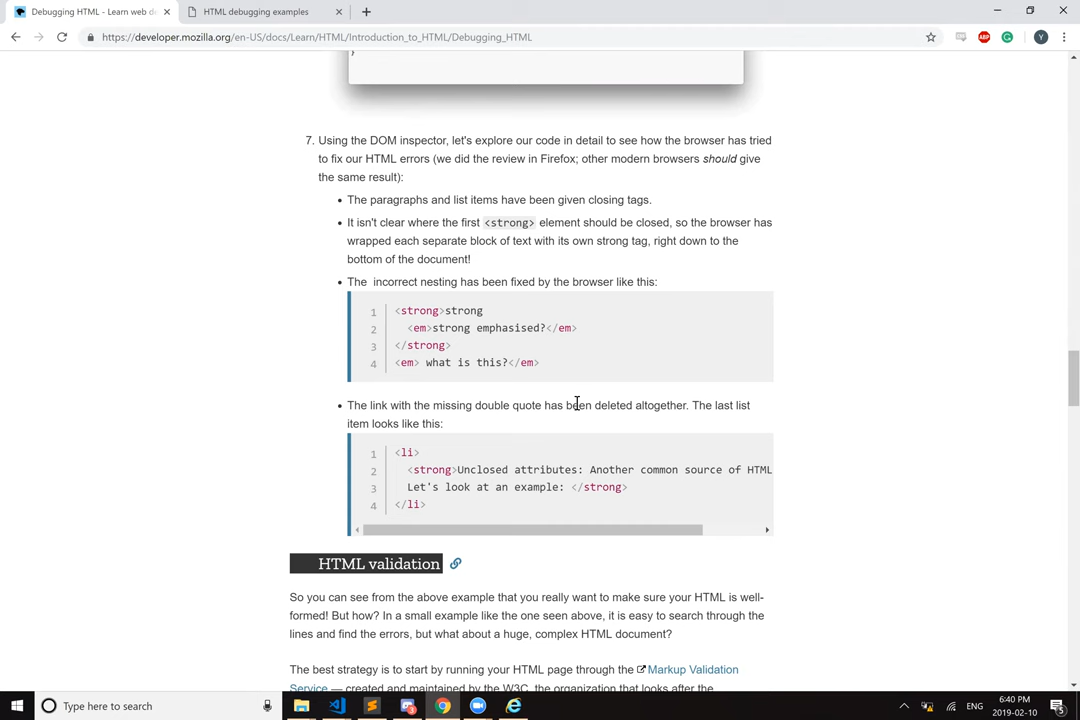 Debugging HTML - Learn web de
HTML debugging examples
https://developer.mozilla.org/en-US/docs/Learn/HTML/Introduction_to_HTML/Debugging_HTML
ABP
G
Y
}
7. Using the DOM inspector, let's explore our code in detail to see how the browser has tried
to fix our HTML errors (we did the review in Firefox; other modern browsers should give
the same result):
• The paragraphs and list items have been given closing tags.
• It isn't clear where the first <strong> element should be closed, so the browser has
wrapped each separate block of text with its own strong tag, right down to the
bottom of the document!
• The incorrect nesting has been fixed by the browser like this:
1 <strong>strong
2 <em>strong emphasised?</em>
3 </strong>
4 <em> what is this?</em>
• The link with the missing double quote has been deleted altogether. The last list
item looks like this:
1 <li>
2 <strong>Unclosed attributes: Another common source of HTML
3 Let's look at an example: </strong>
4 </li>
HTML validation
So you can see from the above example that you really want to make sure your HTML is well-
formed! But how? In a small example like the one seen above, it is easy to search through the
lines and find the errors, but what about a huge, complex HTML document?
The best strategy is to start by running your HTML page through the Markup Validation
Service — created and maintained by the W3C, the organization that looks after the
Type here to search
ENG
6:40 PM
2019-02-10